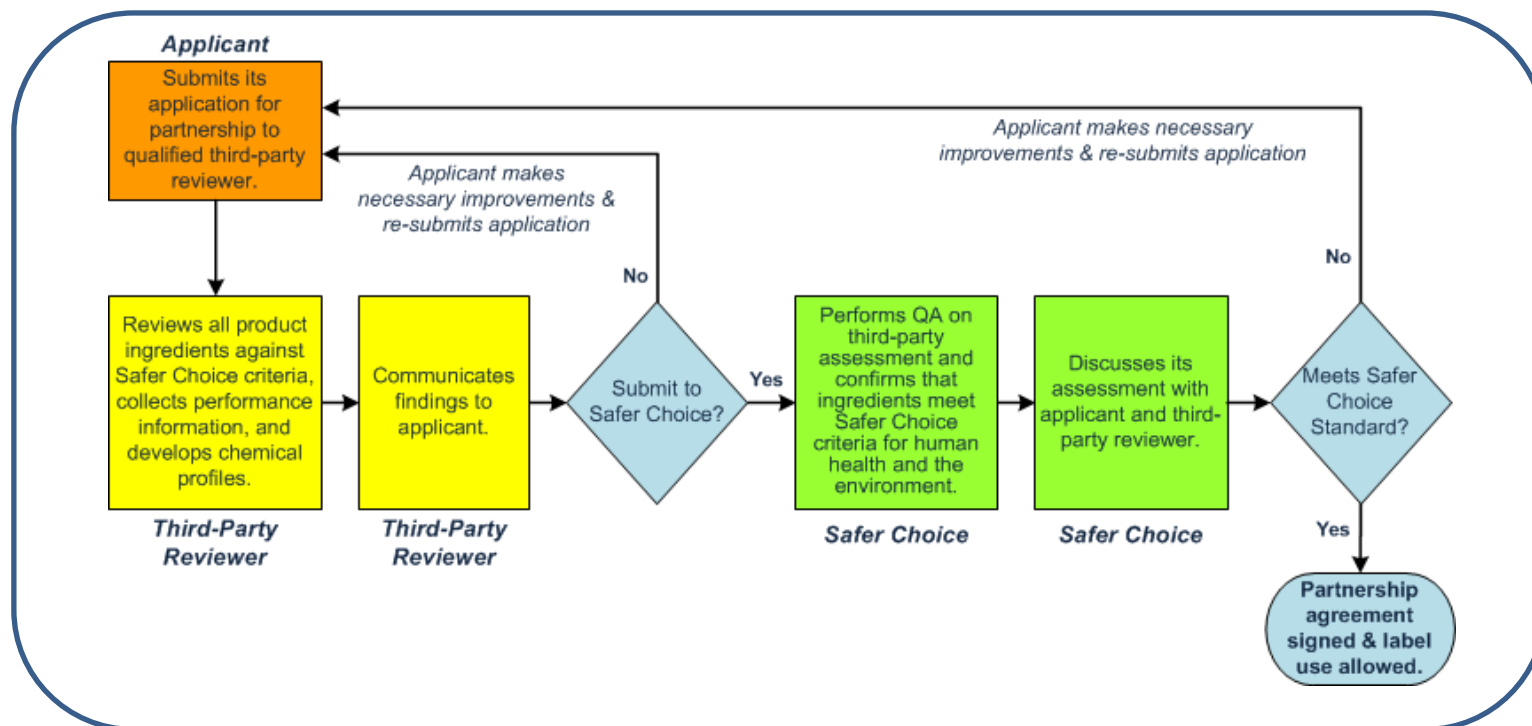 Applicant
Submits its
application for
partnership to
qualified third-party
reviewer.
Applicant makes
necessary improvements &
re-submits application
Applicant makes necessary
improvements & re-submits application
No
No
Reviews all product
ingredients against
Safer Choice criteria,
collects performance
information, and
develops chemical
profiles.
Third-Party
Reviewer
Communicates
findings to
applicant.
Third-Party
Reviewer
Submit to
Safer Choice?
Yes
Performs QA on
third-party
assessment and
confirms that
ingredients meet
Safer Choice
criteria for human
health and the
environment.
Safer Choice
Discusses its
assessment with
applicant and third-
party reviewer.
Safer Choice
Meets Safer
Choice
Standard?
Yes
Partnership
agreement
signed & label
use allowed.